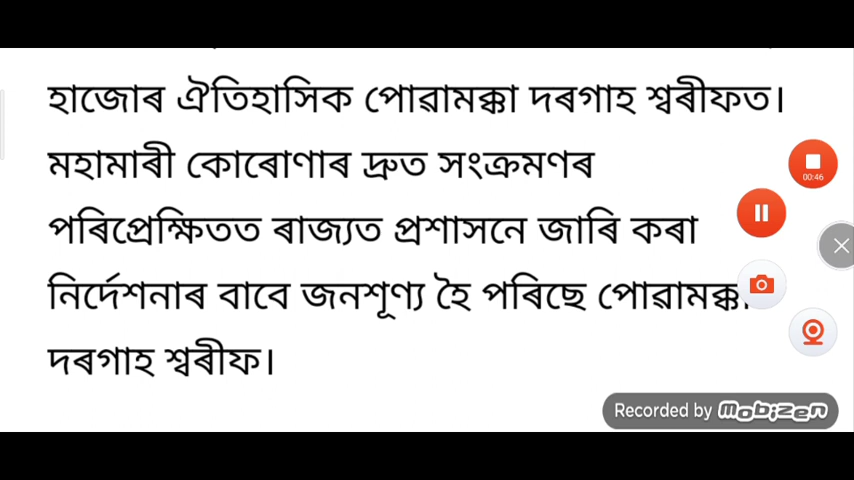 হাজোৰ ঐতিহাসিক পোৱামক্কা দৰগাহ শ্বৰীফত।
মহামাৰী কোৰোণাৰ দ্ৰুত সংক্ৰমণৰ
পৰিপ্ৰেক্ষিতত ৰাজ্যত প্ৰশাসনে জাৰি কৰা
নিৰ্দেশনাৰ বাবে জনশূণ্য হৈ পৰিছে পোৱামক্কা
দৰগাহ শ্বৰীফ।
00:46
Recorded by Mobizen